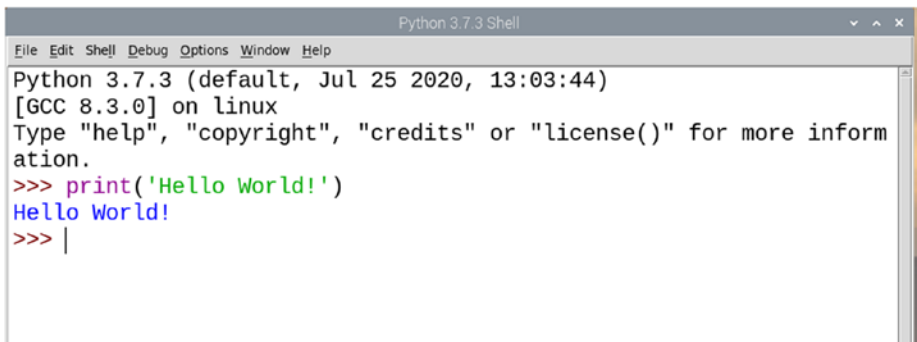 Python 3.7.3 Shell
File Edit Shell Debug Options Window Help
Python 3.7.3 (default, Jul 25 2020, 13:03:44)
[GCC 8.3.0] on linux
Type "help", "copyright", "credits" or "license()" for more inform
ation.
>>> print('Hello World!')
Hello World!
>>>